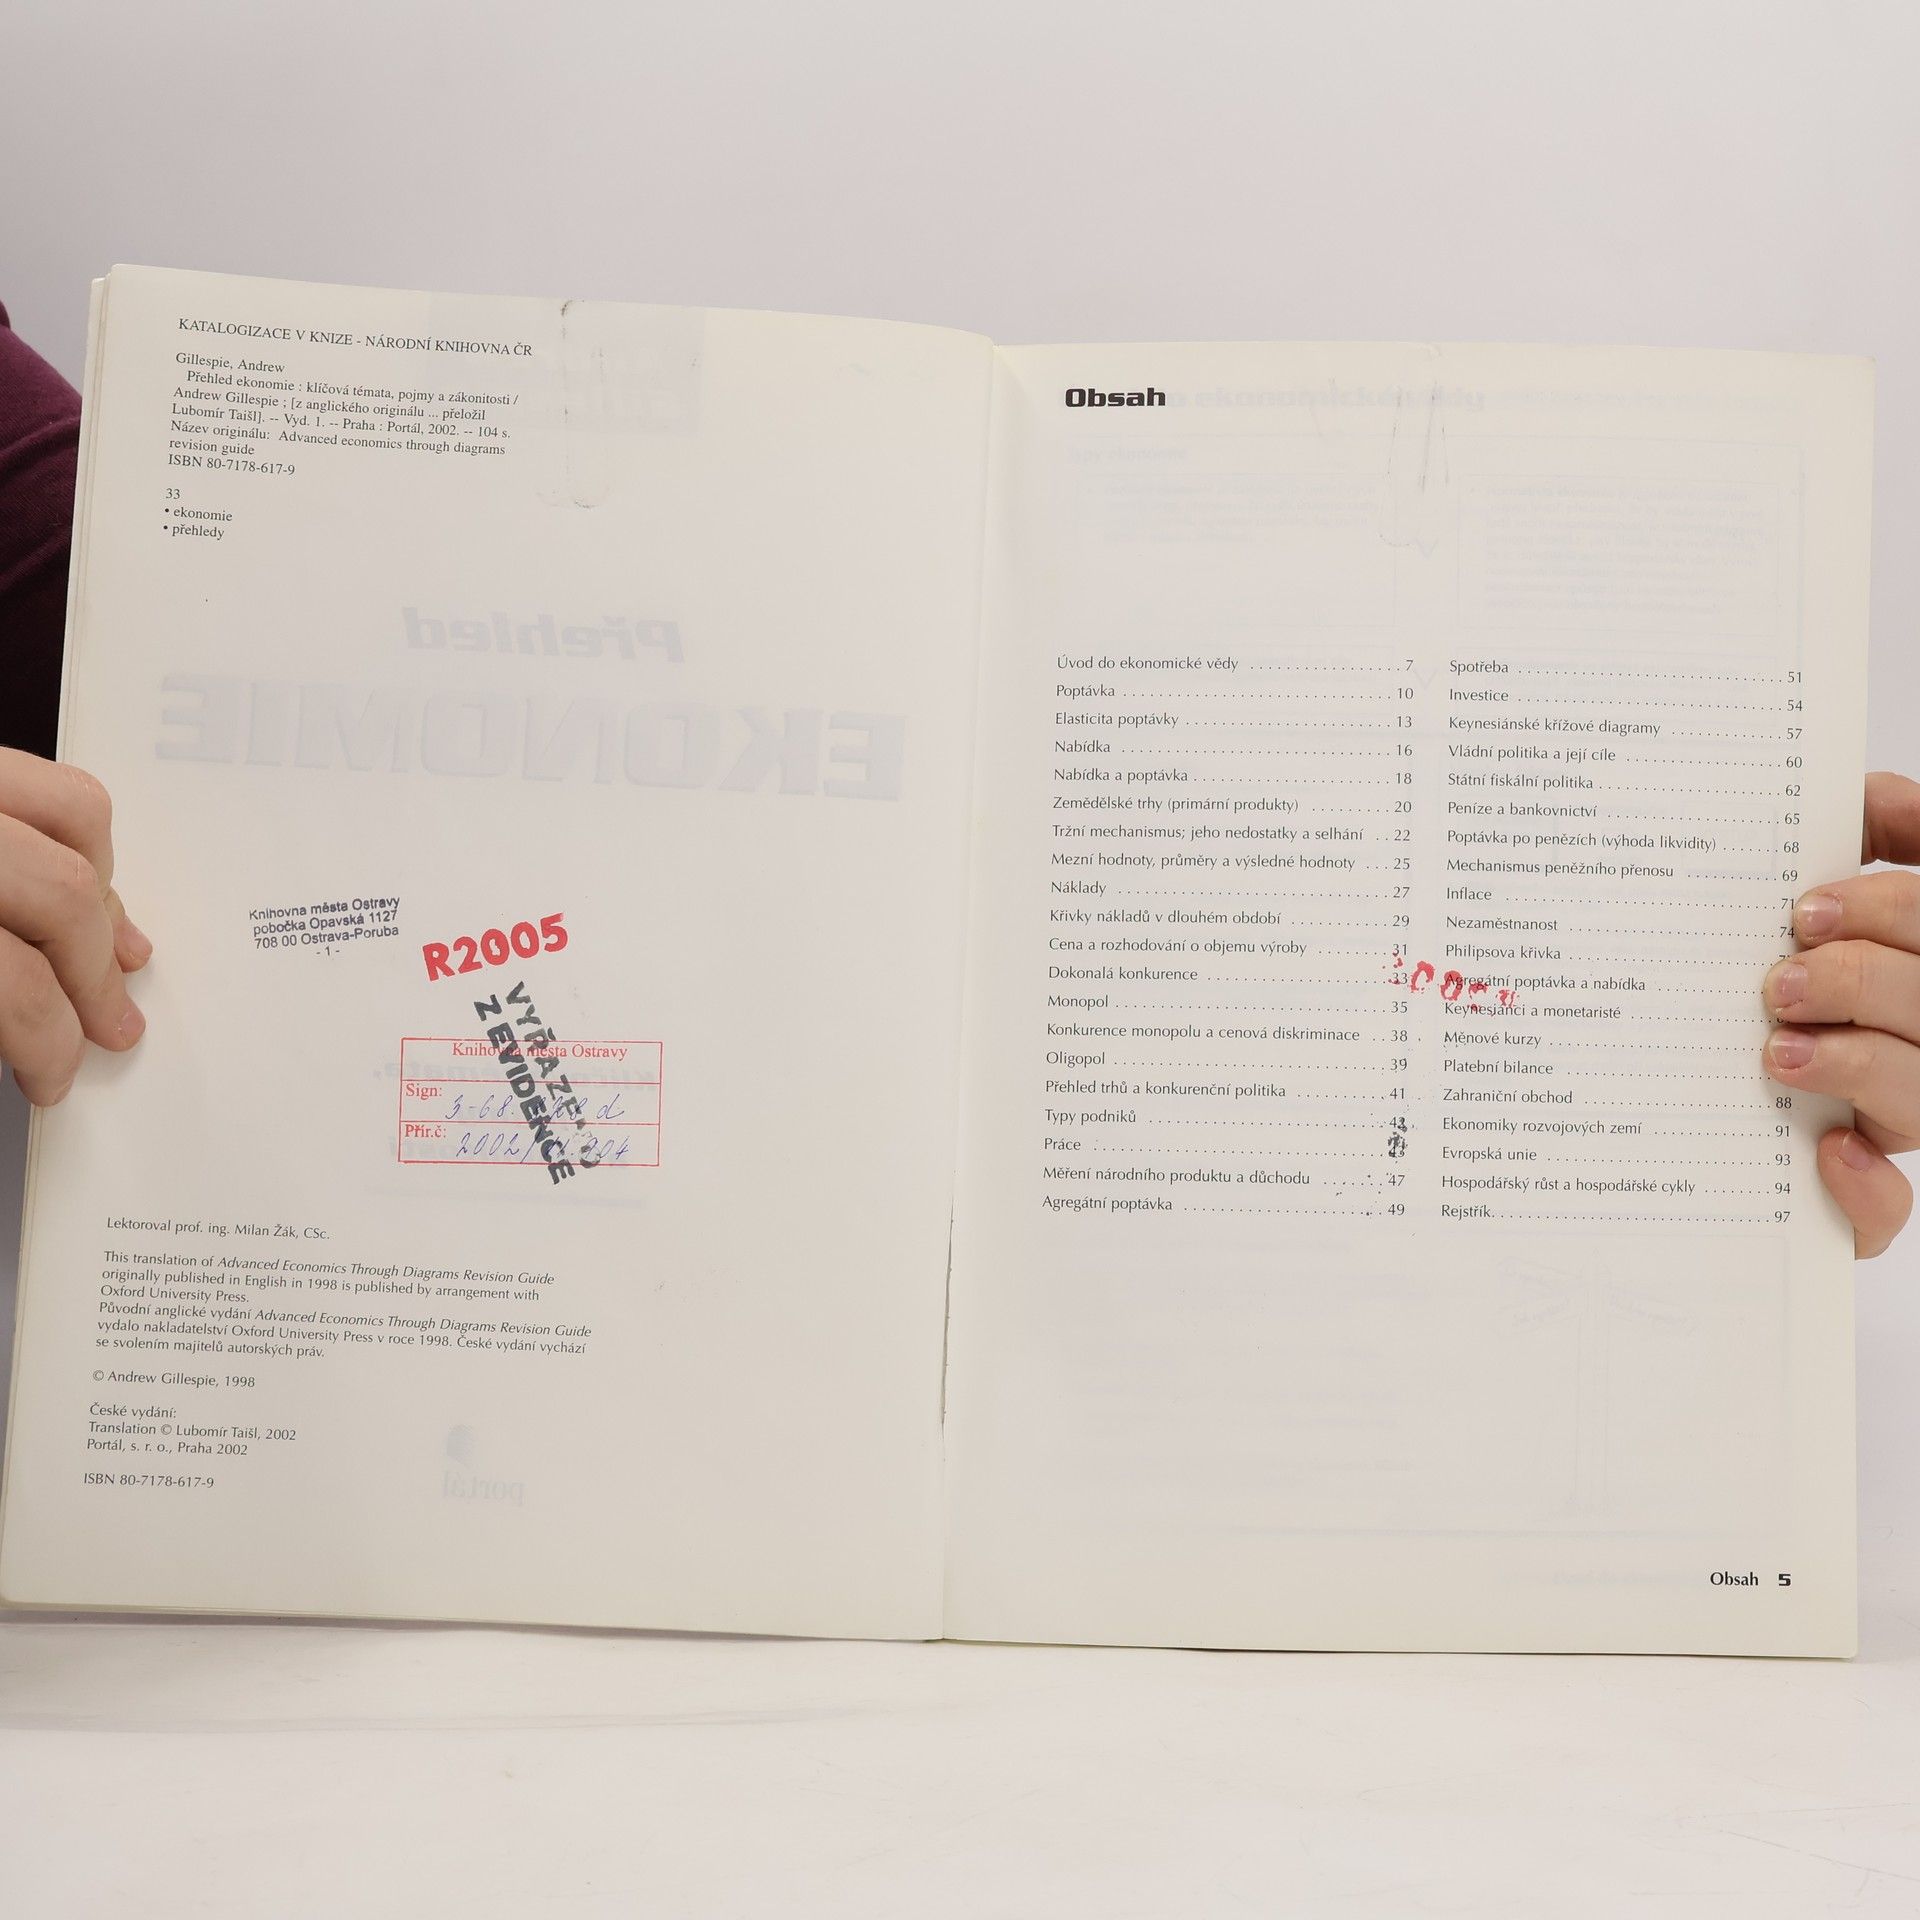 KATALOGIZACE V KNIZE - NÁRODNÍ KNIHOVNA ČR
Gillespie, Andrew
Přehled ekonomie : klíčová témata, pojmy a zákonitosti /
Andrew Gillespie ; [z anglického originálu ... přeložil
Lubomír Taišl]. -- Vyd. 1. -- Praha : Portál, 2002. -- 104 s.
Název originálu: Advanced economics through diagrams
revision guide
ISBN 80-7178-617-9
33
• ekonomie
• přehledy
Knihovna města Ostravy
pobočka Opavská 1127
708 00 Ostrava-Poruba
- 1 -
R2005
VYŘAZENO
Z EVIDENCE
Knihovna města Ostravy
Sign:
Přír.č:
Lektoroval prof. ing. Milan Žák, CSc.
This translation of Advanced Economics Through Diagrams Revision Guide
originally published in English in 1998 is published by arrangement with
Oxford University Press.
Původní anglické vydání Advanced Economics Through Diagrams Revision Guide
vydalo nakladatelství Oxford University Press v roce 1998. České vydání vychází
se svolením majitelů autorských práv.
© Andrew Gillespie, 1998
České vydání:
Translation © Lubomír Taišl, 2002
Portál, s. r. o., Praha 2002
ISBN 80-7178-617-9
Obsah
Úvod do ekonomické vědy . . . . . . . . . . . . . . . . . 7
Poptávka . . . . . . . . . . . . . . . . . . . . . . . . . . . . . 10
Elasticita poptávky . . . . . . . . . . . . . . . . . . . . . . 13
Nabídka . . . . . . . . . . . . . . . . . . . . . . . . . . . . . 16
Nabídka a poptávka . . . . . . . . . . . . . . . . . . . . . 18
Zemědělské trhy (primární produkty) . . . . . . . . . 20
Tržní mechanismus; jeho nedostatky a selhání . . 22
Mezní hodnoty, průměry a výsledné hodnoty . . . 25
Náklady . . . . . . . . . . . . . . . . . . . . . . . . . . . . . 27
Křivky nákladů v dlouhém období . . . . . . . . . . . 29
Cena a rozhodování o objemu výroby . . . . . . . . 31
Dokonalá konkurence . . . . . . . . . . . . . . . . . . . . 33
Monopol . . . . . . . . . . . . . . . . . . . . . . . . . . . . . 35
Konkurence monopolu a cenová diskriminace . . 38
Oligopol . . . . . . . . . . . . . . . . . . . . . . . . . . . . . 39
Přehled trhů a konkurenční politika . . . . . . . . . . 41
Typy podniků . . . . . . . . . . . . . . . . . . . . . . . . . .
Práce . . . . . . . . . . . . . . . . . . . . . . . . . . . . . . .
Měření národního produktu a důchodu . . . . . . . 47
Agregátní poptávka . . . . . . . . . . . . . . . . . . . . . 49
Spotřeba . . . . . . . . . . . . . . . . . . . . . . . . . . . . . 51
Investice . . . . . . . . . . . . . . . . . . . . . . . . . . . . . 54
Keynesiánské křížové diagramy . . . . . . . . . . . . 57
Vládní politika a její cíle . . . . . . . . . . . . . . . . . 60
Státní fiskální politika . . . . . . . . . . . . . . . . . . . 62
Peníze a bankovnictví . . . . . . . . . . . . . . . . . . . 65
Poptávka po penězích (výhoda likvidity) . . . . . . . 68
Mechanismus peněžního přenosu . . . . . . . . . . . 69
Inflace . . . . . . . . . . . . . . . . . . . . . . . . . . . . . . 71
Nezaměstnanost . . . . . . . . . . . . . . . . . . . . . . . 74
Philipsova křivka . . . . . . . . . . . . . . . . . . . . . . .
Agregátní poptávka a nabídka . . . . . . . . . . . . .
Keynesiánci a monetaristé . . . . . . . . . . . . . . . .
Měnové kurzy . . . . . . . . . . . . . . . . . . . . . . . . .
Platební bilance . . . . . . . . . . . . . . . . . . . . . . .
Zahraniční obchod . . . . . . . . . . . . . . . . . . . . . 88
Ekonomiky rozvojových zemí . . . . . . . . . . . . . . 91
Evropská unie . . . . . . . . . . . . . . . . . . . . . . . . 93
Hospodářský růst a hospodářské cykly . . . . . . . . 94
Rejstřík. . . . . . . . . . . . . . . . . . . . . . . . . . . . . . 97
Obsah 5